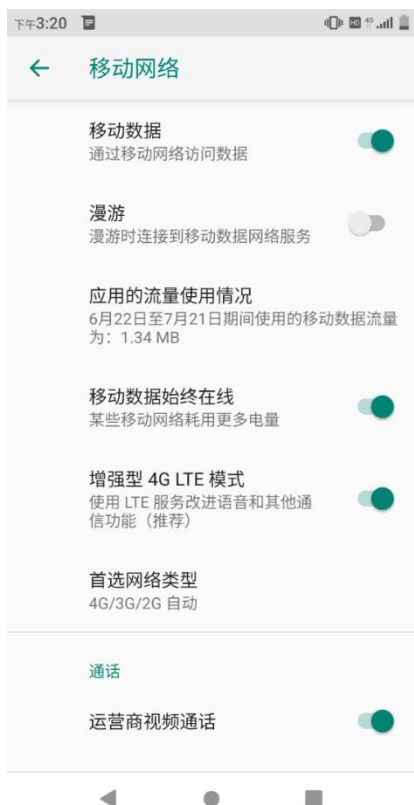 下午3:20
HD 4G
移动网络
移动数据
通过移动网络访问数据
漫游
漫游时连接到移动数据网络服务
应用的流量使用情况
6月22日至7月21日期间使用的移动数据流量
为：1.34 MB
移动数据始终在线
某些移动网络耗用更多电量
增强型 4G LTE 模式
使用 LTE 服务改进语音和其他通
信功能（推荐）
首选网络类型
4G/3G/2G 自动
通话
运营商视频通话